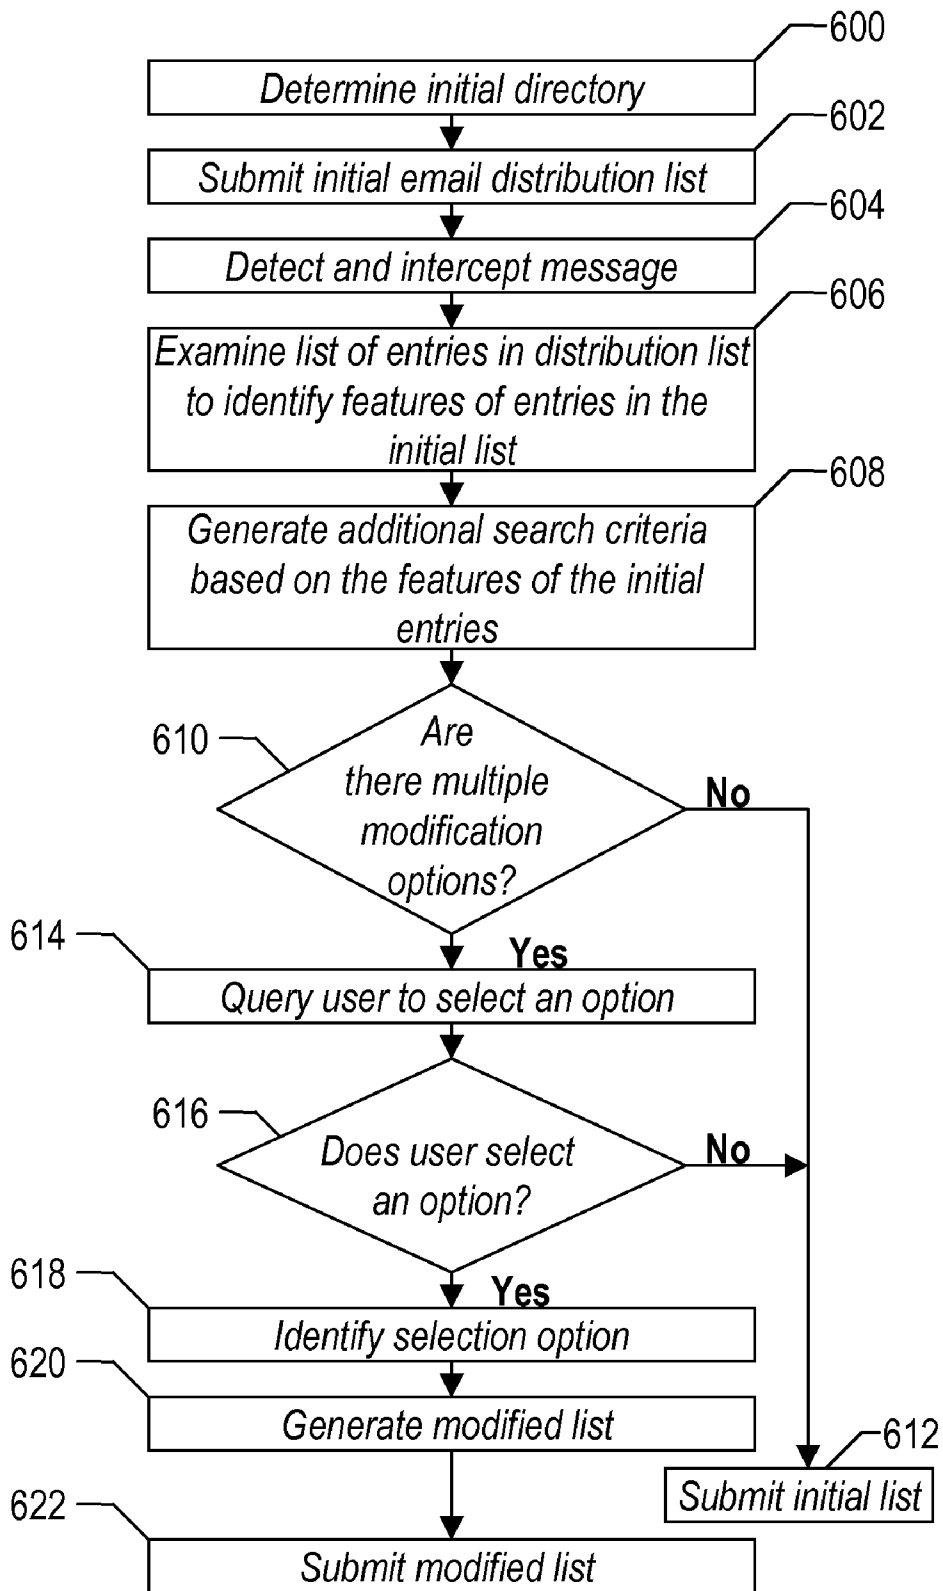 600
Determine initial directory
602
Submit initial email distribution list
604
Detect and intercept message
606
Examine list of entries in distribution list
to identify features of entries in the
initial list
608
Generate additional search criteria
based on the features of the initial
entries
610
Are
there multiple
modification
options?
No
614
Yes
Query user to select an option
616
Does user select
an option?
No
618
Yes
Identify selection option
620
Generate modified list
612
Submit initial list
622
Submit modified list